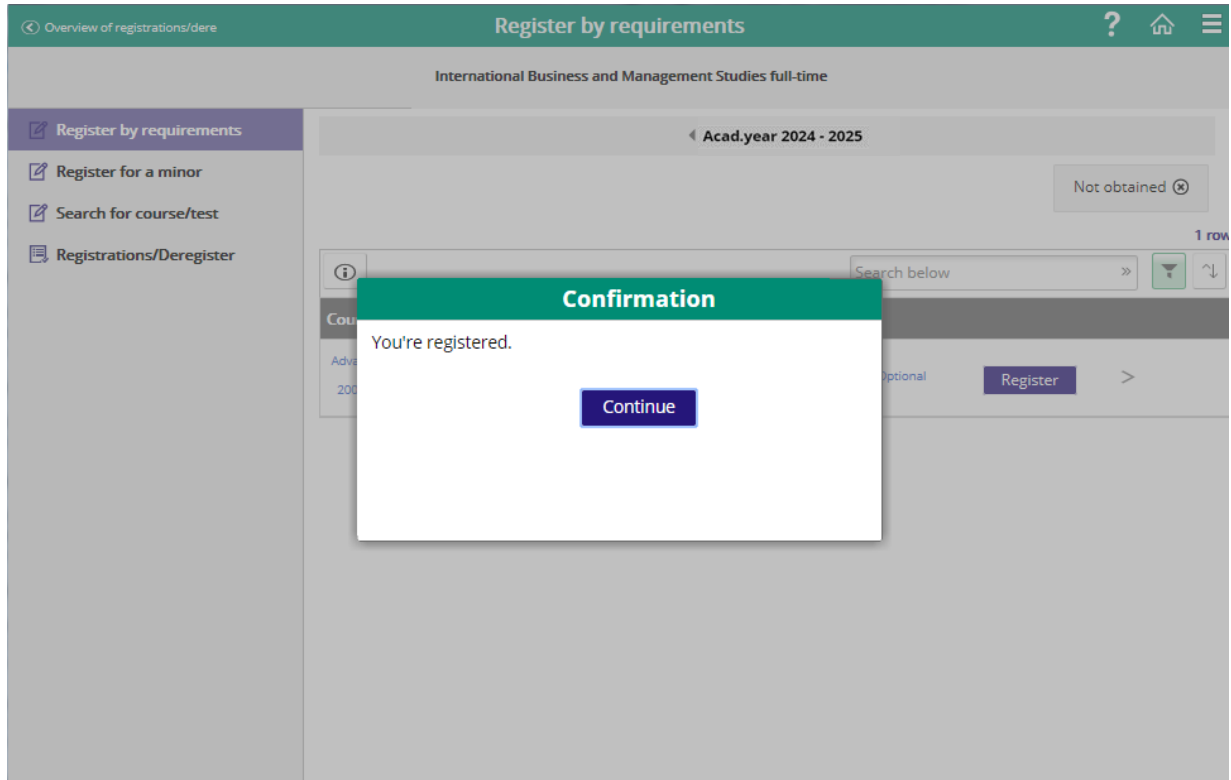 Overview of registrations/dere
Register by requirements
?
International Business and Management Studies full-time
Register by requirements
Register for a minor
Search for course/test
Registrations/Deregister
Acad.year 2024 - 2025
Not obtained
1 row
Search below
Confirmation
You're registered.
Continue
Optional
Register